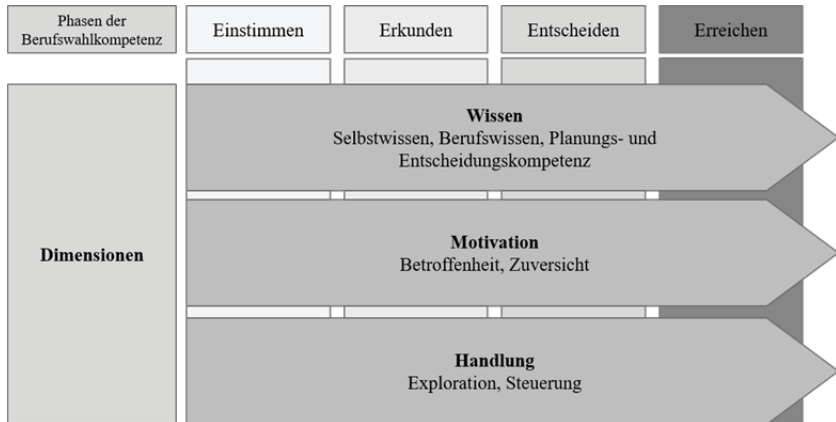 Phasen der
Berufswahlkompetenz
Einstimmen
Erkunden
Entscheiden
Erreichen
Dimensionen
Wissen
Selbstwissen, Berufswissen, Planungs- und
Entscheidungskompetenz
Motivation
Betroffenheit, Zuversicht
Handlung
Exploration, Steuerung